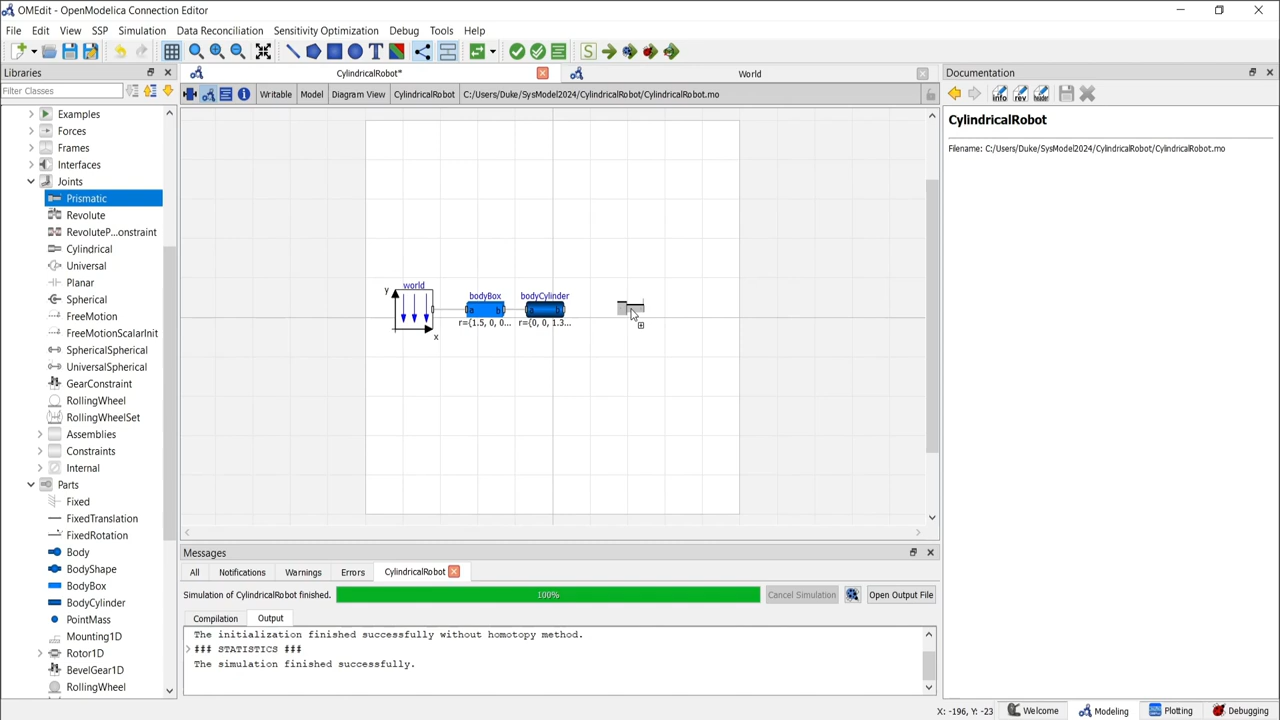 OMEdit - OpenModelica Connection Editor
File Edit View SSP Simulation Data Reconciliation Sensitivity Optimization Debug Tools Help
Libraries
Filter Classes
Examples
Forces
Frames
Interfaces
Joints
Prismatic
Revolute
RevoluteP...onstraint
Cylindrical
Universal
Planar
Spherical
FreeMotion
FreeMotionScalarInit
SphericalSpherical
UniversalSpherical
GearConstraint
RollingWheel
RollingWheelSet
Assemblies
Constraints
Internal
Parts
Fixed
FixedTranslation
FixedRotation
Body
BodyShape
BodyBox
BodyCylinder
PointMass
Mounting1D
Rotor1D
BevelGear1D
RollingWheel
CylindricalRobot*
World
Writable Model Diagram View CylindricalRobot C:/Users/Duke/SysModel2024/CylindricalRobot/CylindricalRobot.mo
y world
x
bodyBox
a b
r={1.5, 0, 0...
bodyCylinder
a b
r={0, 0, 1.3...
Messages
All Notifications Warnings Errors CylindricalRobot
Simulation of CylindricalRobot finished. 100% Cancel Simulation Open Output File
Compilation Output
The initialization finished successfully without homotopy method.
### STATISTICS ###
The simulation finished successfully.
Documentation
info rev
CylindricalRobot
Filename: C:/Users/Duke/SysModel2024/CylindricalRobot/CylindricalRobot.mo
X: -196, Y: -23 Welcome Modeling Plotting Debugging